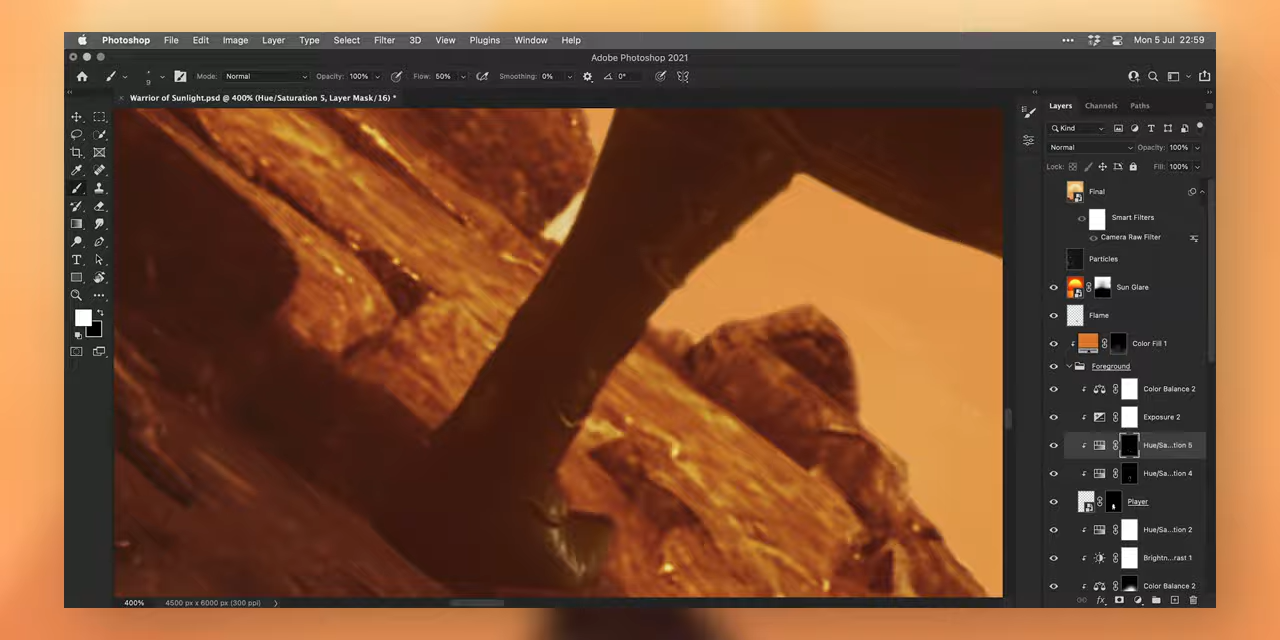 Photoshop File Edit Image Layer Type Select Filter 3D View Plugins Window Help Mon 5 Jul 22:59
Adobe Photoshop 2021
9 Mode: Normal Opacity: 100% Flow: 50% Smoothing: 0% 0°
Warrior of Sunlight.psd @ 400% (Hue/Saturation 5, Layer Mask/16) *
Layers Channels Paths
Kind
Normal Opacity: 100%
Lock: Fill: 100%
Final
Smart Filters
Camera Raw Filter
Particles
Sun Glare
Flame
Color Fill 1
Foreground
Color Balance 2
Exposure 2
Hue/Sa...tion 5
Hue/Sa...tion 4
Player
Hue/Sa...tion 2
Brightn...rast 1
Color Balance 2
400% 4500 px x 6000 px (300 ppi)